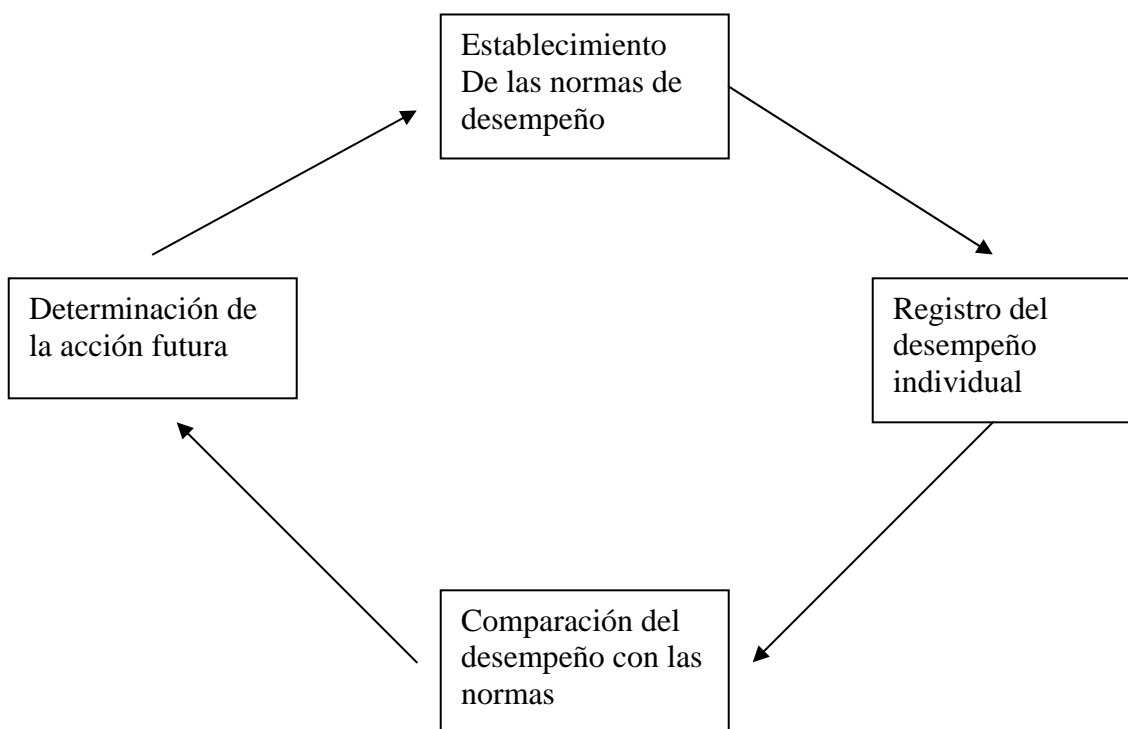 Establecimiento
De las normas de
desempeño
Determinación de
la acción futura
Registro del
desempeño
individual
Comparación del
desempeño con las
normas